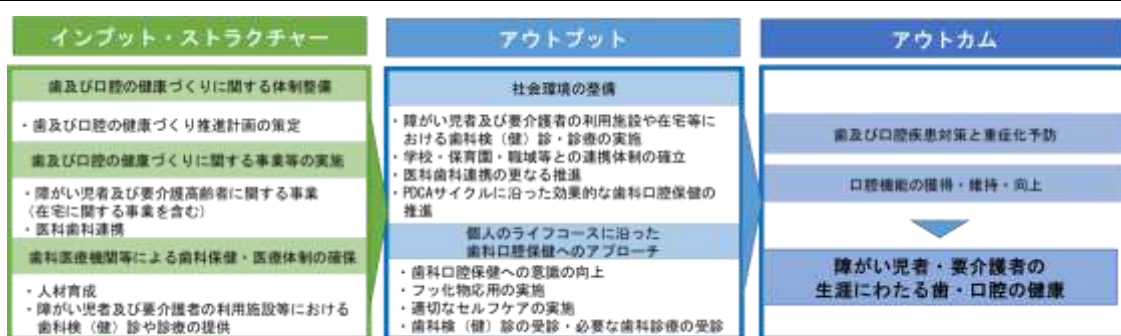 インプット・ストラクチャー
歯及び口腔の健康づくりに関する体制整備
・歯及び口腔の健康づくり推進計画の策定
歯及び口腔の健康づくりに関する事業等の実施
・障がい児者及び要介護高齢者に関する事業
（在宅に関する事業を含む）
・医科歯科連携
歯科医療機関等による歯科保健・医療体制の確保
・人材育成
・障がい児者及び要介護者の利用施設等における
歯科検（健）診や診療の提供
アウトプット
社会環境の整備
・障がい児者及び要介護者の利用施設や在宅等に
おける歯科検（健）診・診療の実施
・学校・保育園・職域等との連携体制の確立
・医科歯科連携の更なる推進
・PDCAサイクルに沿った効果的な歯科口腔保健の
推進
個人のライフコースに沿った
歯科口腔保健へのアプローチ
・歯科口腔保健への意識の向上
・フッ化物応用の実施
・適切なセルフケアの実施
・歯科検（健）診の受診・必要な歯科診療の受診
アウトカム
歯及び口腔疾患対策と重症化予防
口腔機能の獲得・維持・向上
障がい児者・要介護者の
生涯にわたる歯・口腔の健康